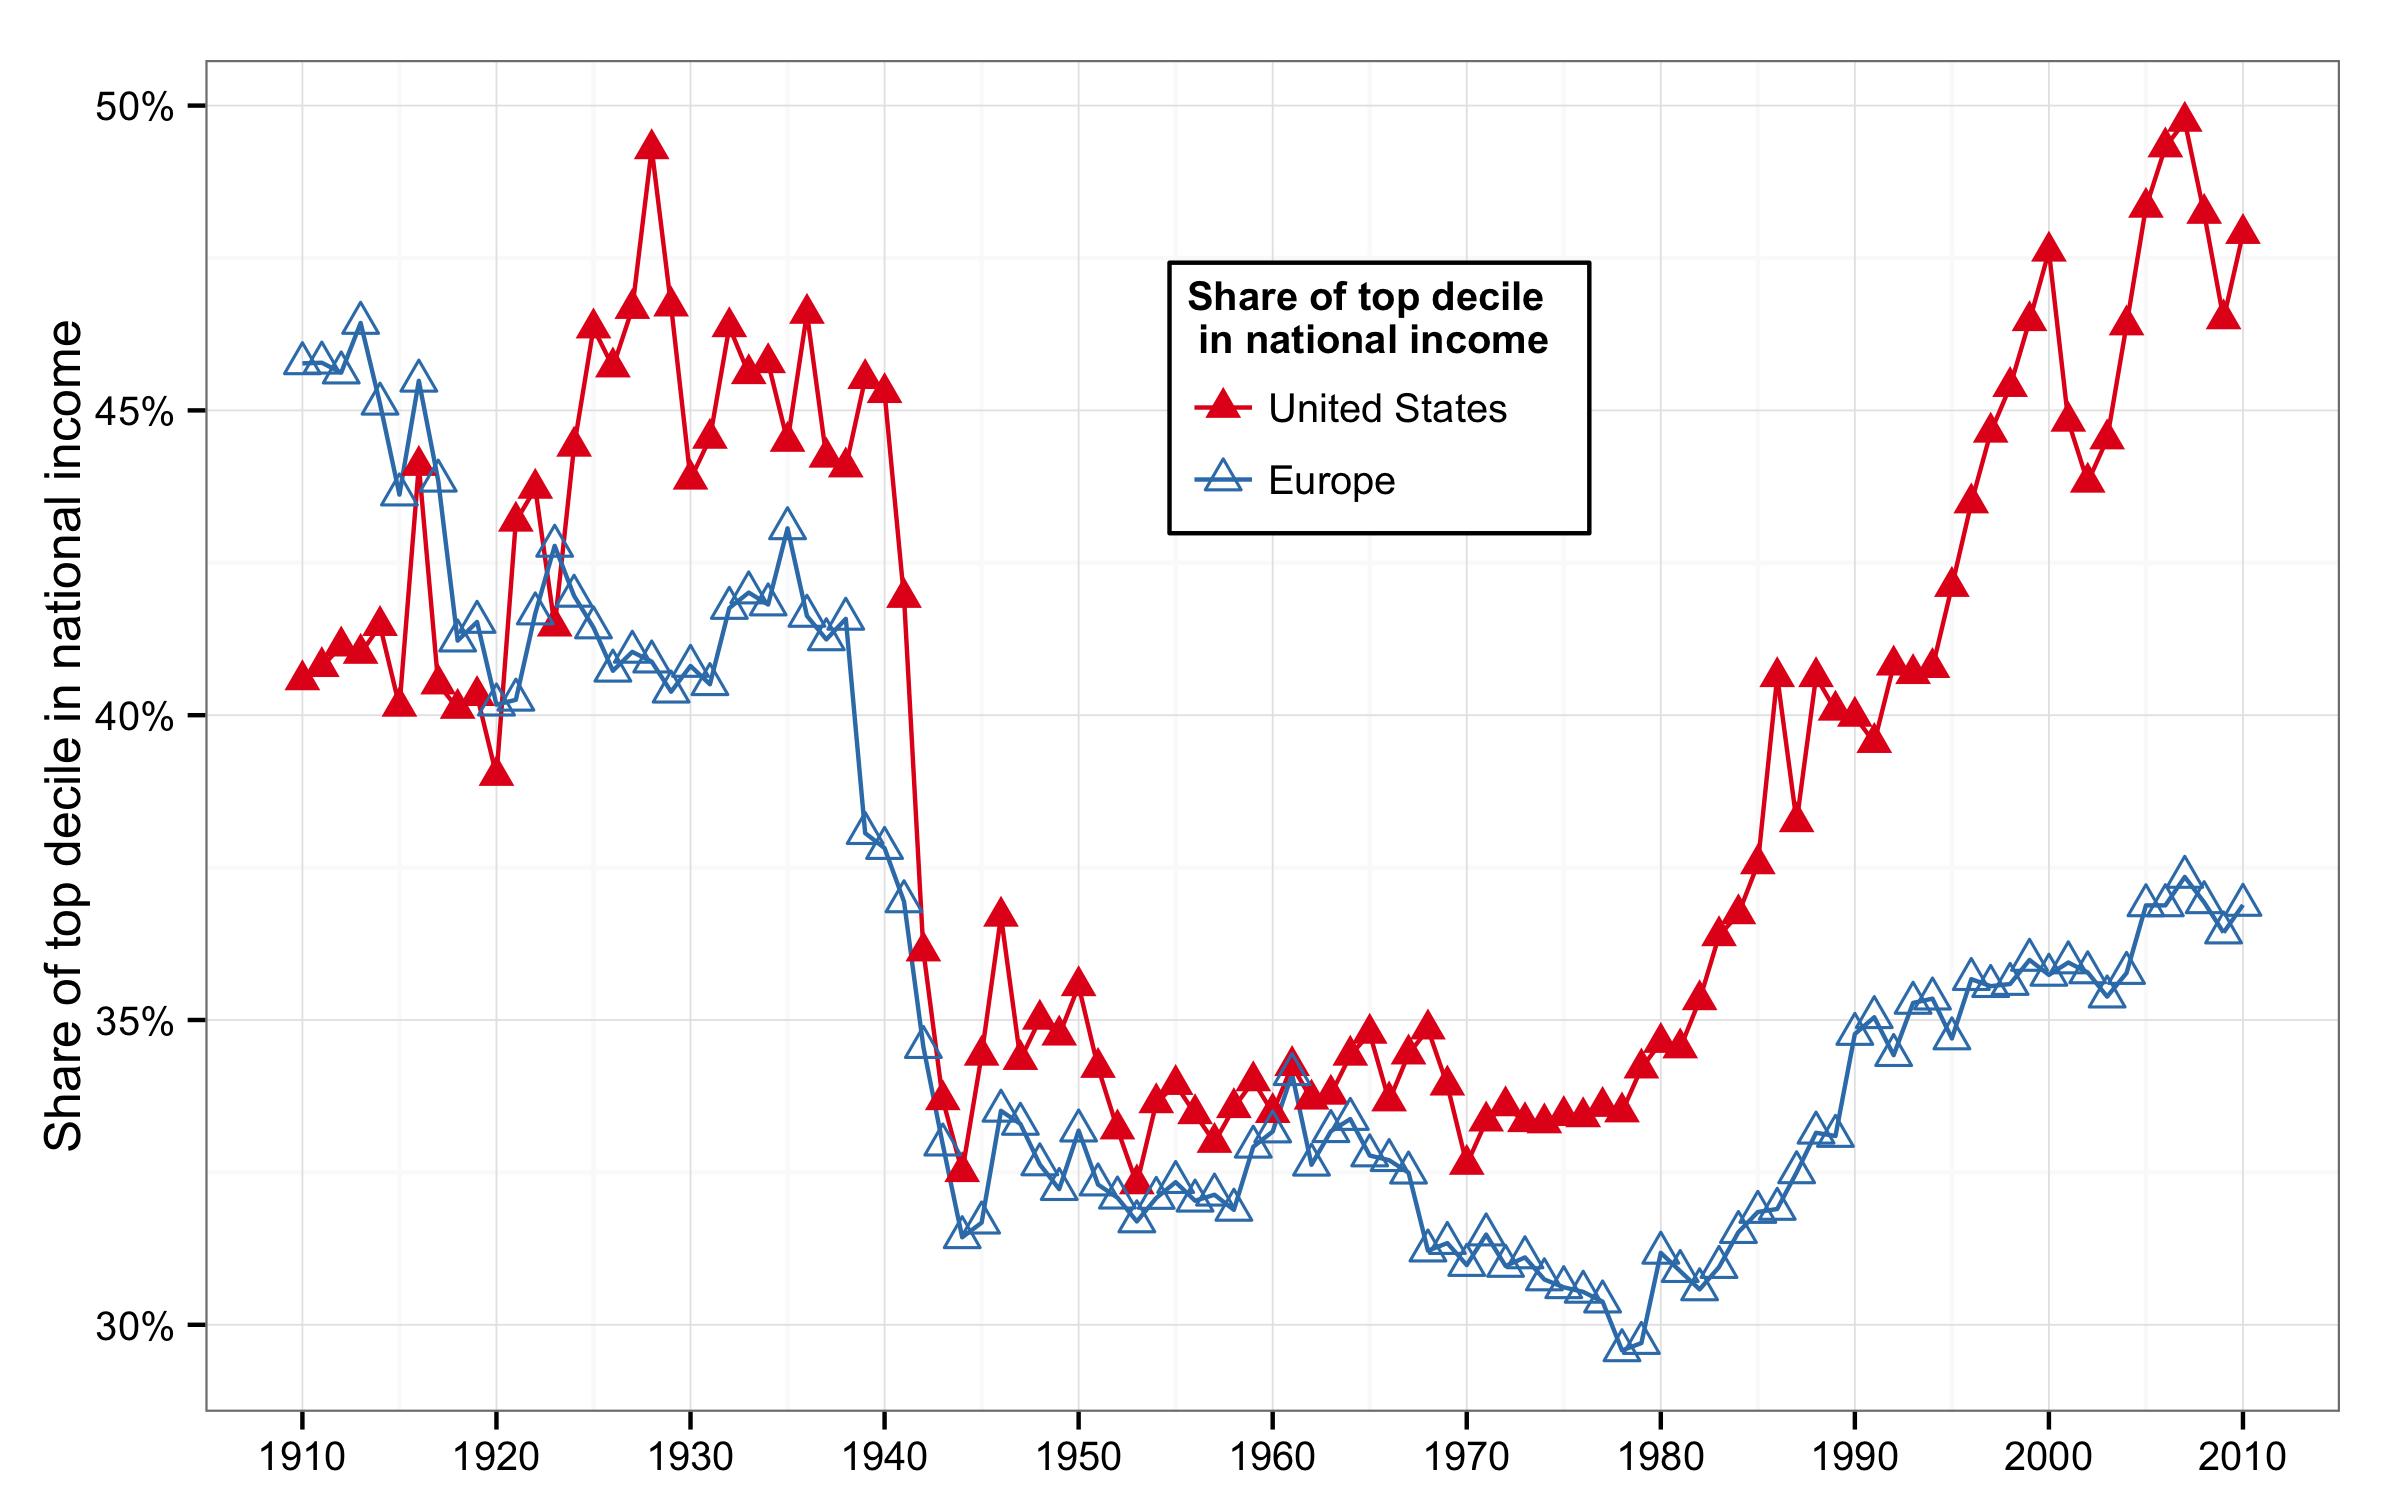 Share of top decile in national income
50%
45%
40%
35%
30%
Share of top decile
in national income
United States
Europe
1910 1920 1930 1940 1950 1960 1970 1980 1990 2000 2010